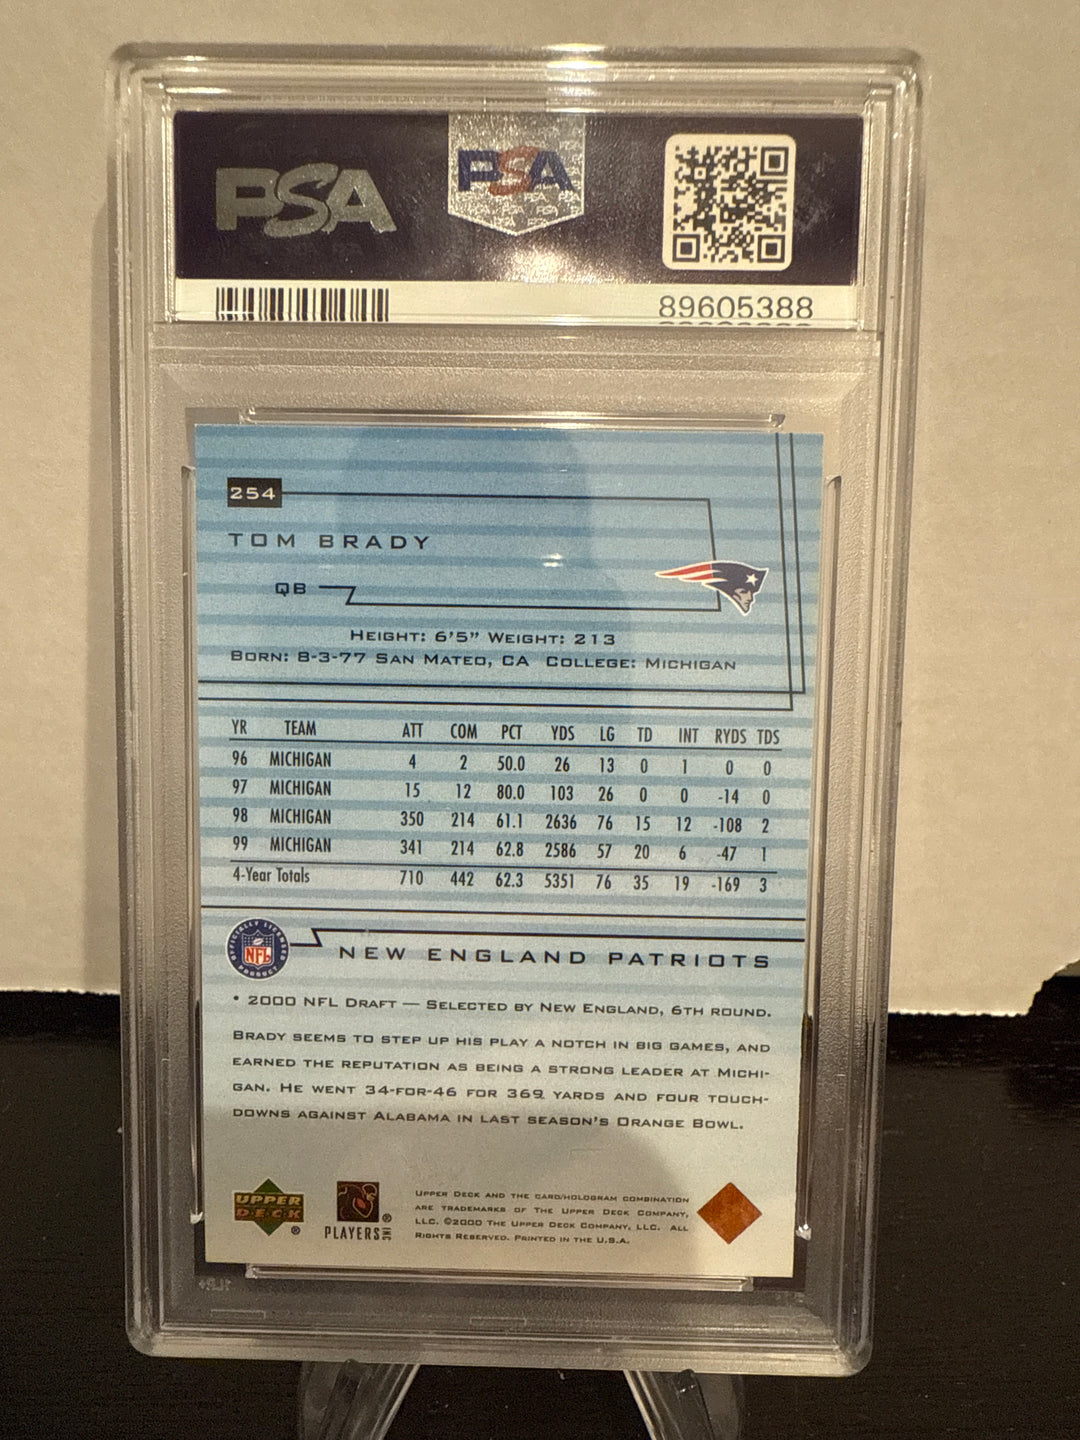 PSA
PSA
89605388
254
TOM BRADY
QB
HEIGHT: 6'5" WEIGHT: 213
BORN: 8-3-77 SAN MATEO, CA COLLEGE: MICHIGAN
YR TEAM ATT COM PCT YDS LG TD INT RYDS TDS
96 MICHIGAN 4 2 50.0 26 13 0 1 0 0
97 MICHIGAN 15 12 80.0 103 26 0 0 -14 0
98 MICHIGAN 350 214 61.1 2636 76 15 12 -108 2
99 MICHIGAN 341 214 62.8 2586 57 20 6 -47 1
4-Year Totals 710 442 62.3 5351 76 35 19 -169 3
OFFICIALLY LICENSED PRODUCT
NFL
NEW ENGLAND PATRIOTS
• 2000 NFL DRAFT — SELECTED BY NEW ENGLAND, 6TH ROUND.
BRADY SEEMS TO STEP UP HIS PLAY A NOTCH IN BIG GAMES, AND
EARNED THE REPUTATION AS BEING A STRONG LEADER AT MICHI-
GAN. HE WENT 34-FOR-46 FOR 369 YARDS AND FOUR TOUCH-
DOWNS AGAINST ALABAMA IN LAST SEASON'S ORANGE BOWL.
UPPER
DECK®
PLAYERS INC®
UPPER DECK AND THE CARD/HOLOGRAM COMBINATION
ARE TRADEMARKS OF THE UPPER DECK COMPANY,
LLC. ©2000 THE UPPER DECK COMPANY, LLC. ALL
RIGHTS RESERVED. PRINTED IN THE U.S.A.